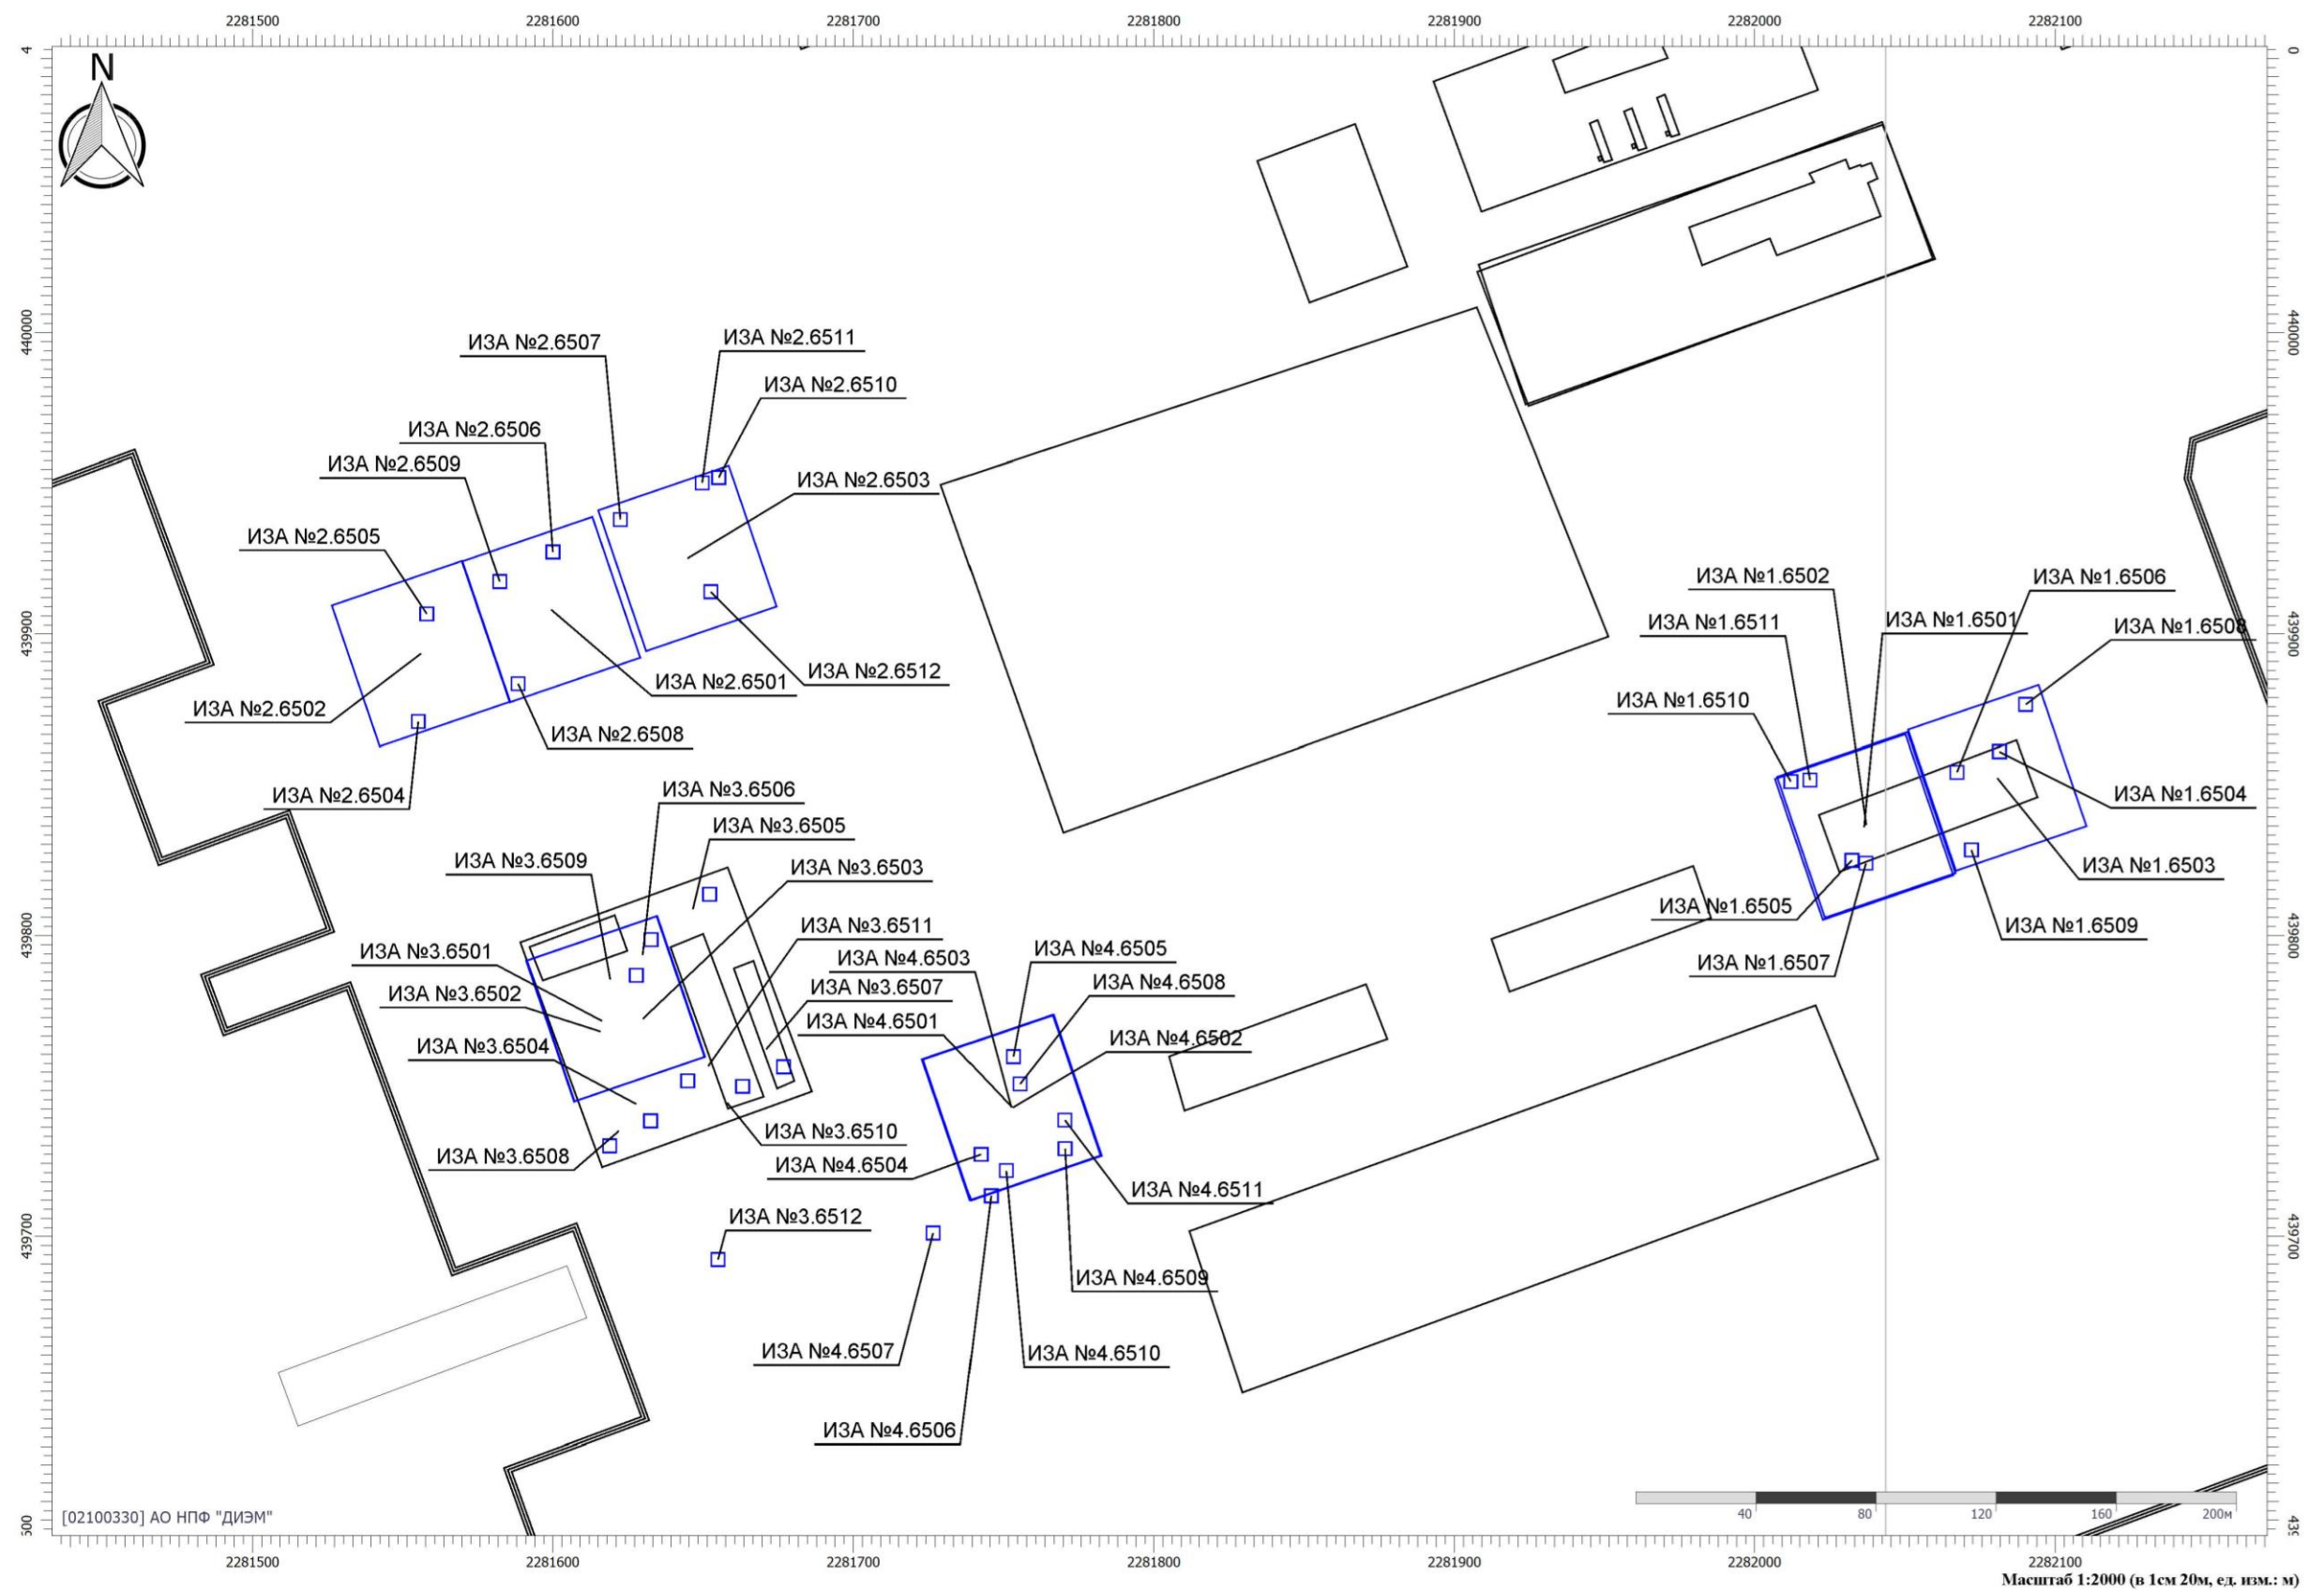 2281500 2281600 2281700 2281800 2281900 2282000 2282100
4
0
N
440000
440000
ИЗА №2.6507
ИЗА №2.6511
ИЗА №2.6510
ИЗА №2.6506
ИЗА №2.6509
ИЗА №2.6503
ИЗА №2.6505
ИЗА №2.6502
ИЗА №2.6501
ИЗА №2.6512
ИЗА №2.6508
ИЗА №2.6504
439900
439900
ИЗА №1.6502
ИЗА №1.6506
ИЗА №1.6511
ИЗА №1.6501
ИЗА №1.6508
ИЗА №1.6510
ИЗА №1.6504
ИЗА №1.6503
ИЗА №1.6505
ИЗА №1.6509
ИЗА №1.6507
ИЗА №3.6506
ИЗА №3.6505
ИЗА №3.6509
ИЗА №3.6503
ИЗА №3.6511
439800
439800
ИЗА №3.6501
ИЗА №4.6503
ИЗА №4.6505
ИЗА №3.6502
ИЗА №3.6507
ИЗА №4.6508
ИЗА №4.6501
ИЗА №4.6502
ИЗА №3.6504
ИЗА №3.6510
ИЗА №3.6508
ИЗА №4.6504
ИЗА №4.6511
ИЗА №3.6512
439700
439700
ИЗА №4.6509
ИЗА №4.6507
ИЗА №4.6510
ИЗА №4.6506
[02100330] АО НПФ "ДИЭМ"
40 80 120 160 200м
2281500 2281600 2281700 2281800 2281900 2282000 2282100
Масштаб 1:2000 (в 1см 20м, ед. изм.: м)